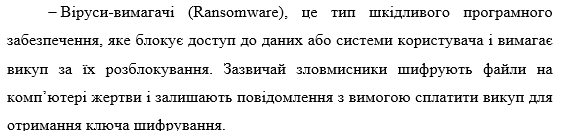 – Віруси-вимагачі (Ransomware), це тип шкідливого програмного
забезпечення, яке блокує доступ до даних або системи користувача і вимагає
викуп за їх розблокування. Зазвичай зловмисники шифрують файли на
комп’ютері жертви і залишають повідомлення з вимогою сплатити викуп для
отримання ключа шифрування.